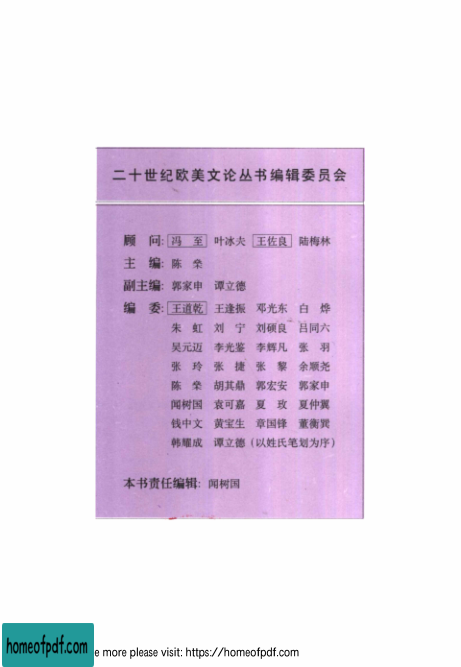 二十世纪欧美文论丛书编辑委员会
顾 问: 冯 至 叶冰夫 王佐良 陆梅林
主 编: 陈 燊
副主编: 郭家申 谭立德
编 委: 王道乾 王逢振 邓光东 白 烨
朱 虹 刘 宁 刘硕良 吕同六
吴元迈 李光鉴 李辉凡 张 羽
张 玲 张 捷 张 黎 余顺尧
陈 燊 胡其鼎 郭宏安 郭家申
闻树国 袁可嘉 夏 玫 夏仲翼
钱中文 黄宝生 章国锋 董衡巽
韩耀成 谭立德 (以姓氏笔划为序)
本书责任编辑: 闻树国
homeofpdf.com
e more please visit: https://homeofpdf.com